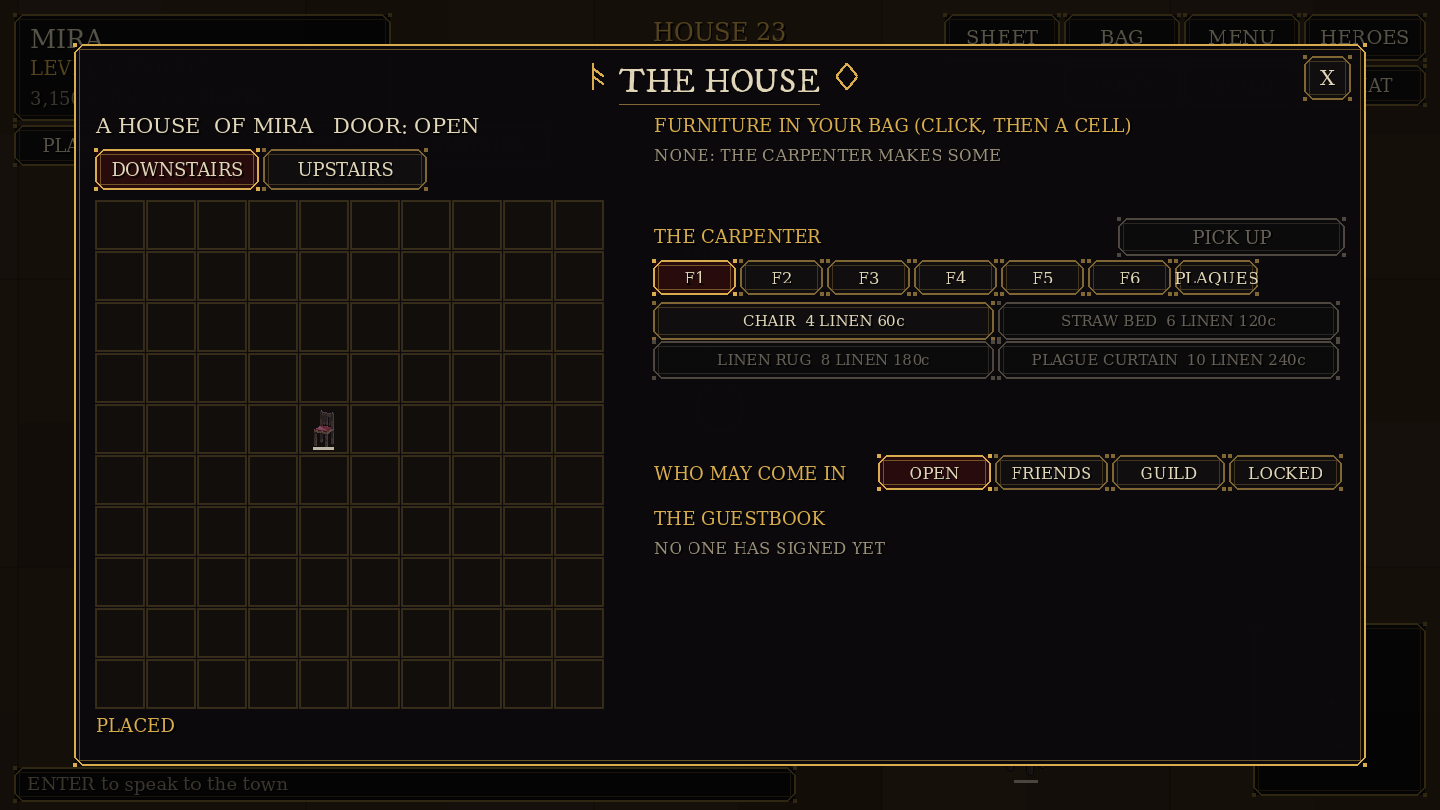 MIRA
HOUSE 23
SHEET
BAG
MENU
HEROES
THE HOUSE
X
A HOUSE OF MIRA DOOR: OPEN
DOWNSTAIRS
UPSTAIRS
PLACED
FURNITURE IN YOUR BAG (CLICK, THEN A CELL)
NONE: THE CARPENTER MAKES SOME
THE CARPENTER
PICK UP
F1
F2
F3
F4
F5
F6
PLAQUES
CHAIR 4 LINEN 60c
STRAW BED 6 LINEN 120c
LINEN RUG 8 LINEN 180c
PLAGUE CURTAIN 10 LINEN 240c
WHO MAY COME IN
OPEN
FRIENDS
GUILD
LOCKED
THE GUESTBOOK
NO ONE HAS SIGNED YET
ENTER to speak to the town